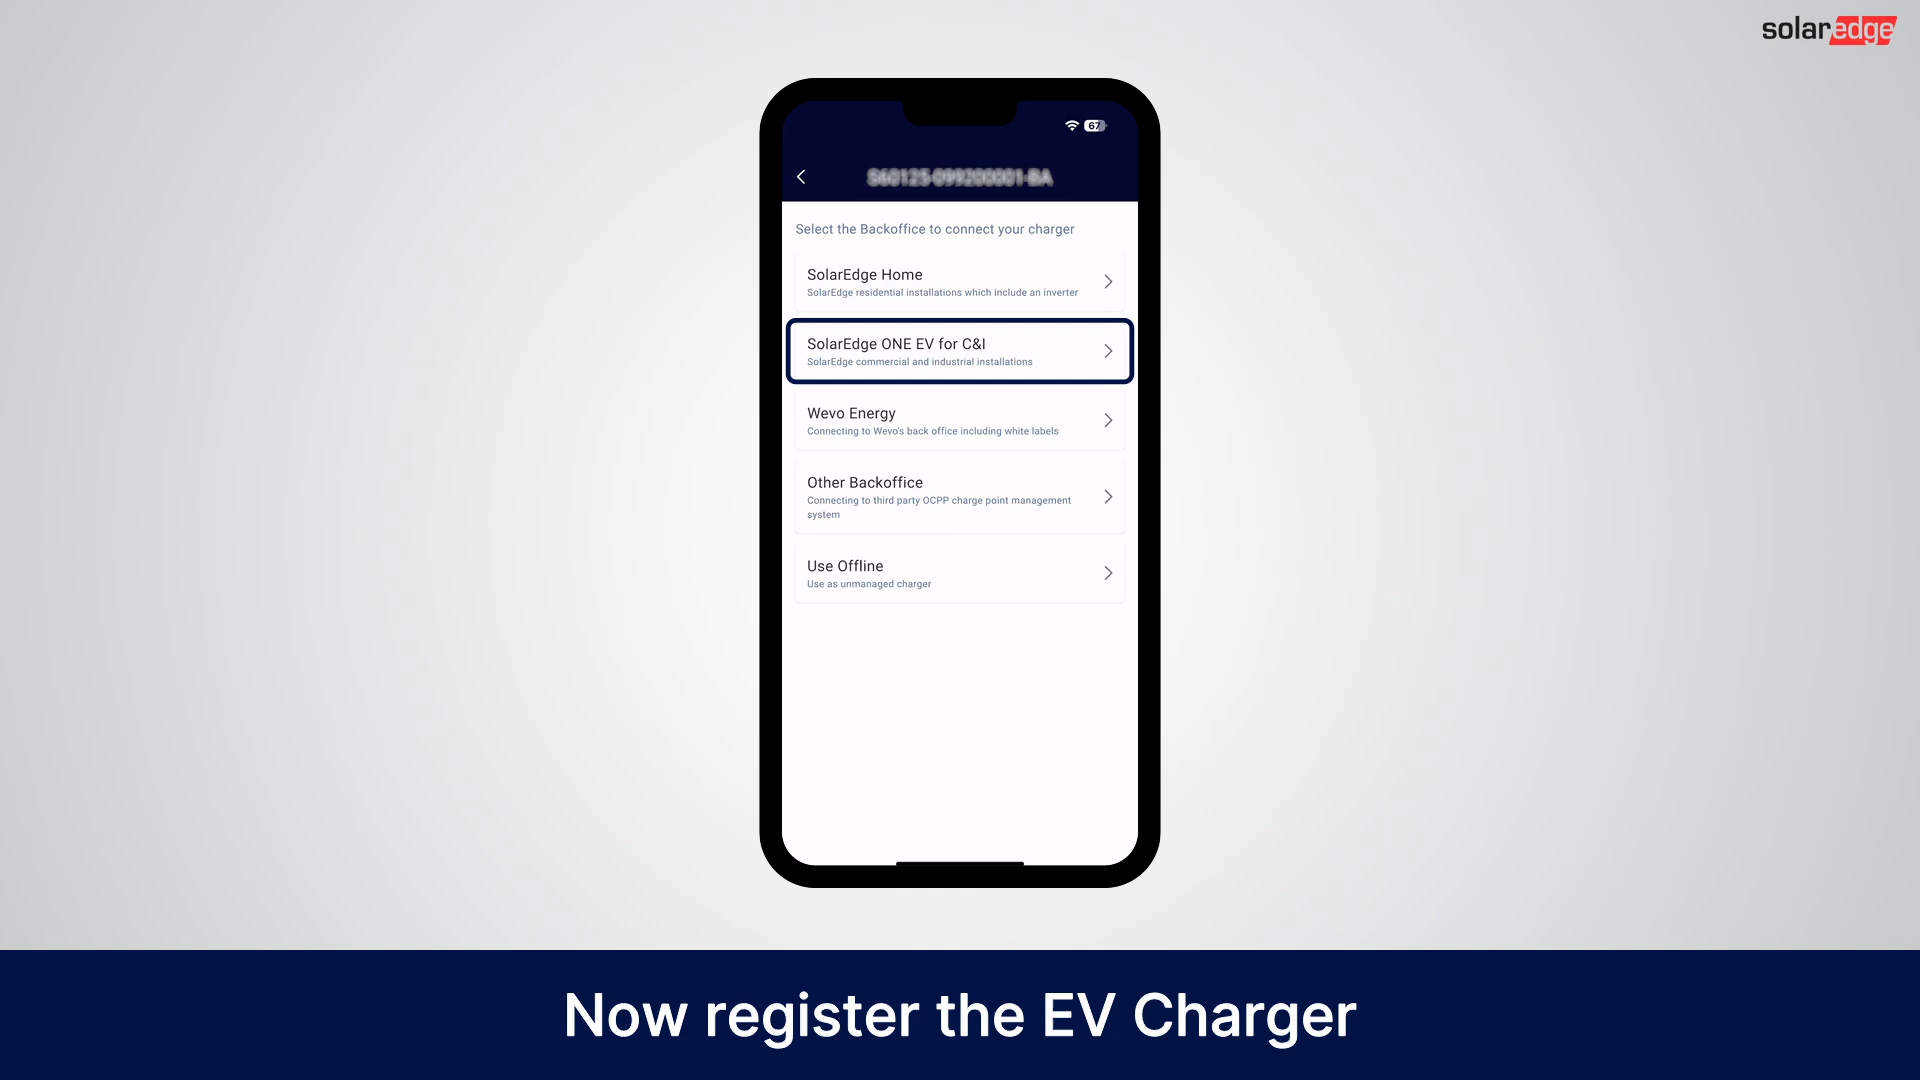 solaredge
67
Select the Backoffice to connect your charger
SolarEdge Home
SolarEdge residential installations which include an inverter
SolarEdge ONE EV for C&I
SolarEdge commercial and industrial installations
Wevo Energy
Connecting to Wevo's back office including white labels
Other Backoffice
Connecting to third party OCPP charge point management
system
Use Offline
Use as unmanaged charger
Now register the EV Charger